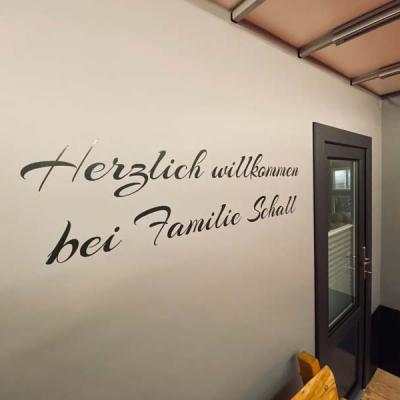 Herzlich willkommen
bei Familie Schall